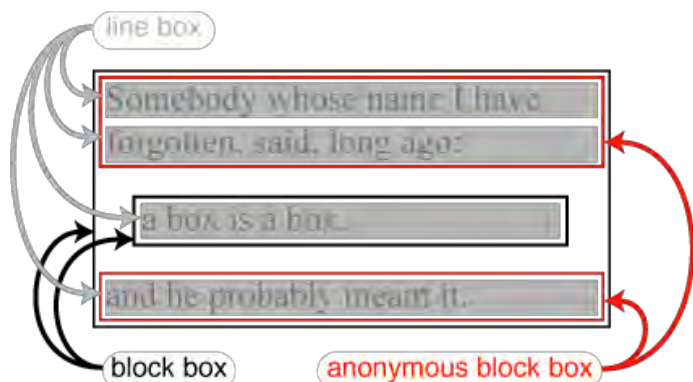 line box
Somebody whose name I have
forgotten, said, long ago:
a box is a box.
and he probably meant it.
block box
anonymous block box